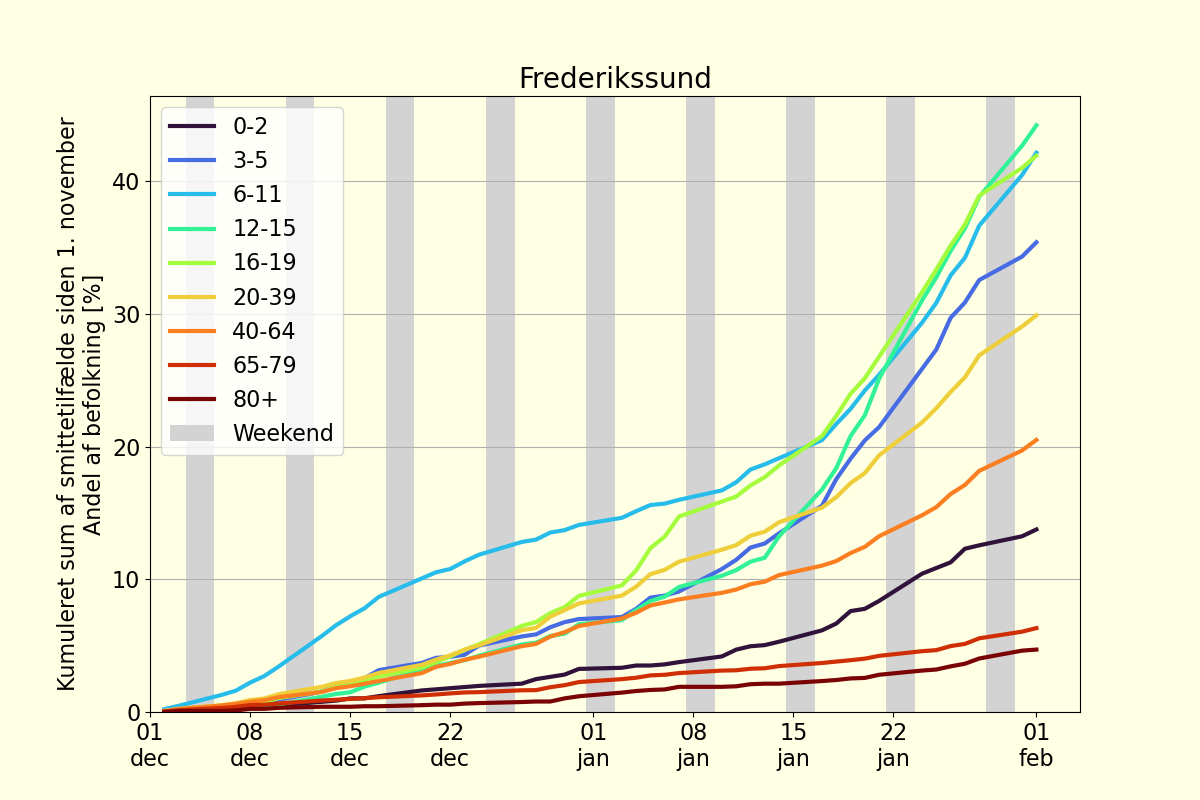 Frederikssund
Kumuleret sum af smittetilfælde siden 1. november
Andel af befolkning [%]
40
30
20
10
0
0-2
3-5
6-11
12-15
16-19
20-39
40-64
65-79
80+
Weekend
01 08 15 22 01 08 15 22 01
dec dec dec dec jan jan jan jan feb